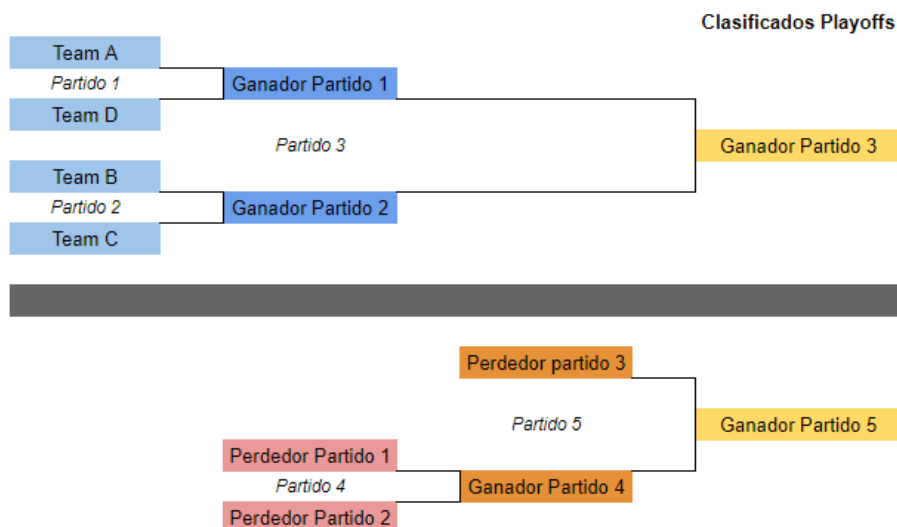 Clasificados Playoffs
Team A
Partido 1
Ganador Partido 1
Team D
Partido 3
Ganador Partido 3
Team B
Partido 2
Ganador Partido 2
Team C
Perdedor partido 3
Partido 5
Ganador Partido 5
Perdedor Partido 1
Partido 4
Ganador Partido 4
Perdedor Partido 2